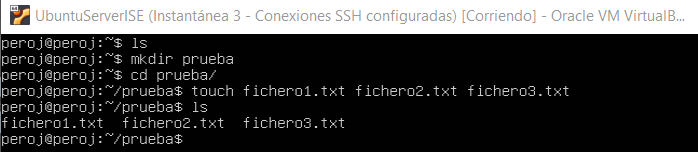 UbuntuServerISE (Instantánea 3 - Conexiones SSH configuradas) [Corriendo] - Oracle VM VirtualB...
peroj@peroj:~$ ls
peroj@peroj:~$ mkdir prueba
peroj@peroj:~$ cd prueba/
peroj@peroj:~/prueba$ touch fichero1.txt fichero2.txt fichero3.txt
peroj@peroj:~/prueba$ ls
fichero1.txt  fichero2.txt  fichero3.txt
peroj@peroj:~/prueba$